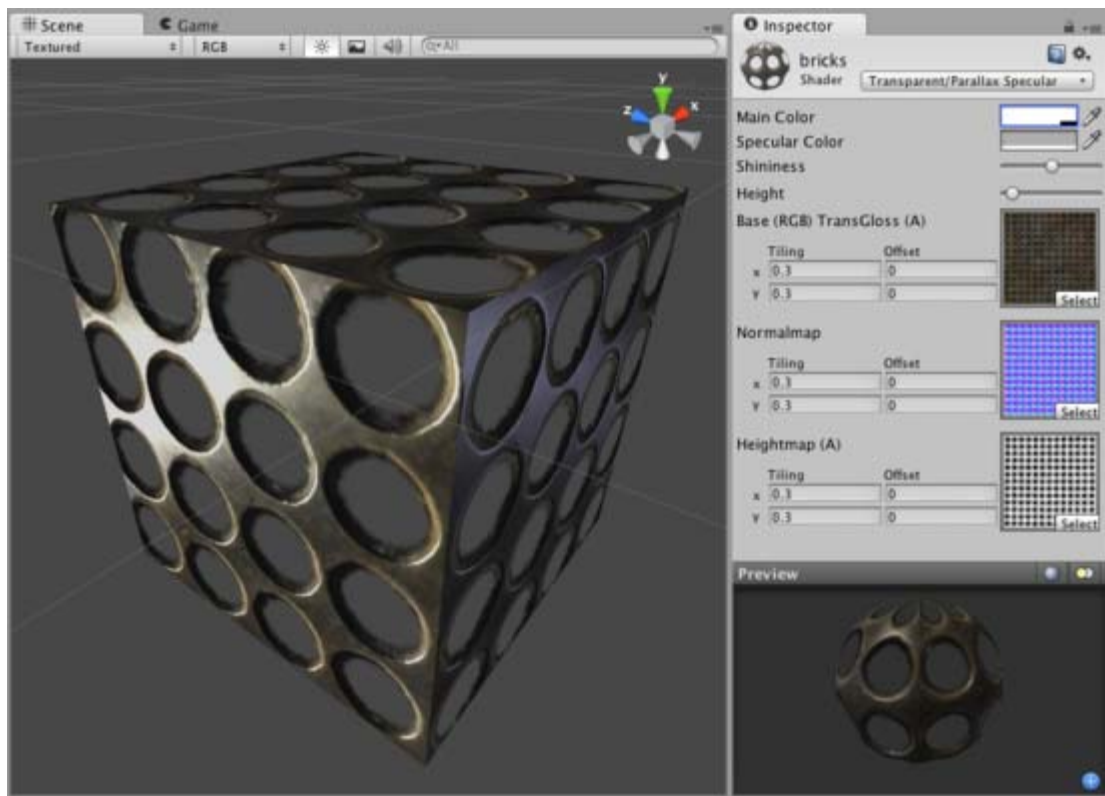 Scene
Game
Textured
RGB
All
Inspector
bricks
Shader
Transparent/Parallax Specular
Main Color
Specular Color
Shininess
Height
Base (RGB) TransGloss (A)
Tiling Offset
x 0.3 0
y 0.3 0
Select
Normalmap
Tiling Offset
x 0.3 0
y 0.3 0
Select
Heightmap (A)
Tiling Offset
x 0.3 0
y 0.3 0
Select
Preview
y
z
x